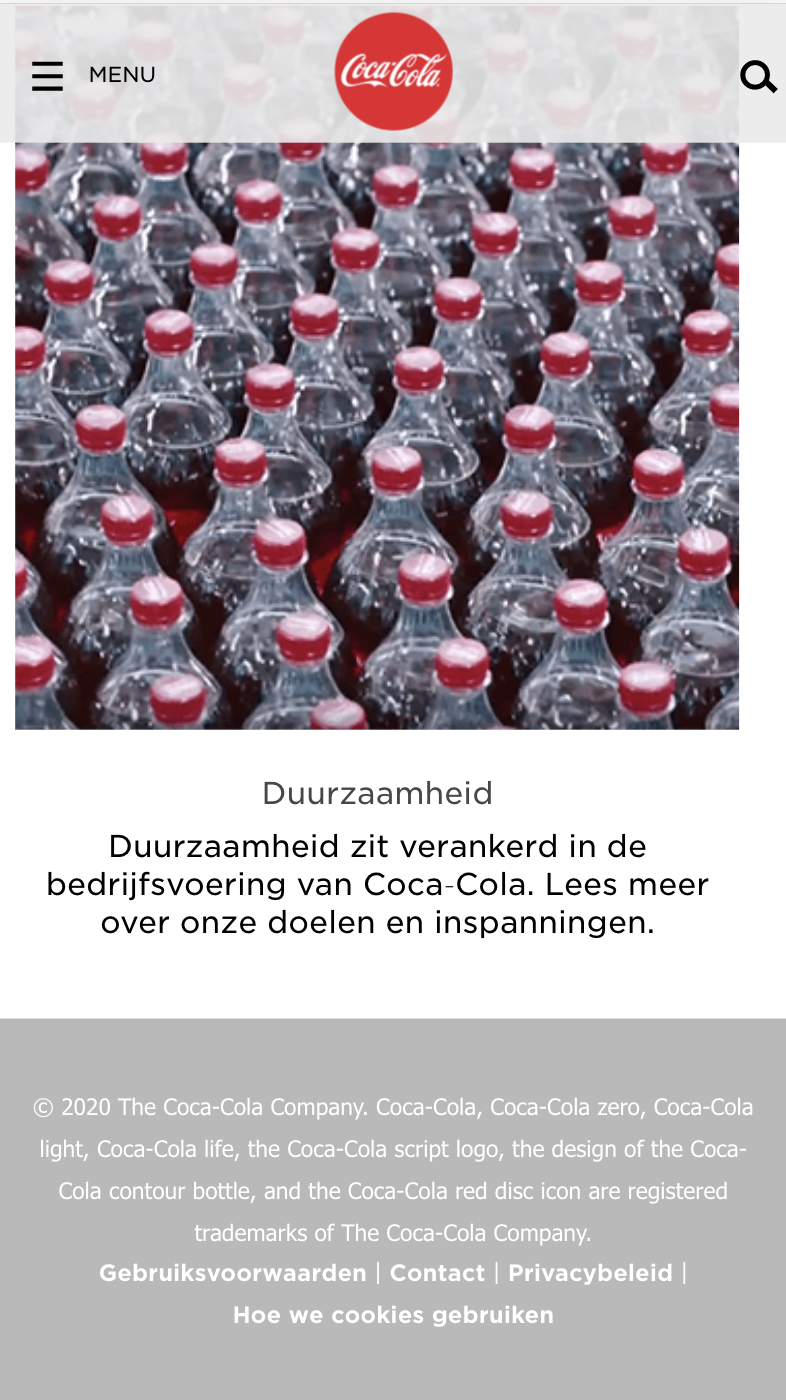 MENU
Coca-Cola
Duurzaamheid
Duurzaamheid zit verankerd in de
bedrijfsvoering van Coca-Cola. Lees meer
over onze doelen en inspanningen.
© 2020 The Coca-Cola Company. Coca-Cola, Coca-Cola zero, Coca-Cola
light, Coca-Cola life, the Coca-Cola script logo, the design of the Coca-
Cola contour bottle, and the Coca-Cola red disc icon are registered
trademarks of The Coca-Cola Company.
Gebruiksvoorwaarden | Contact | Privacybeleid |
Hoe we cookies gebruiken